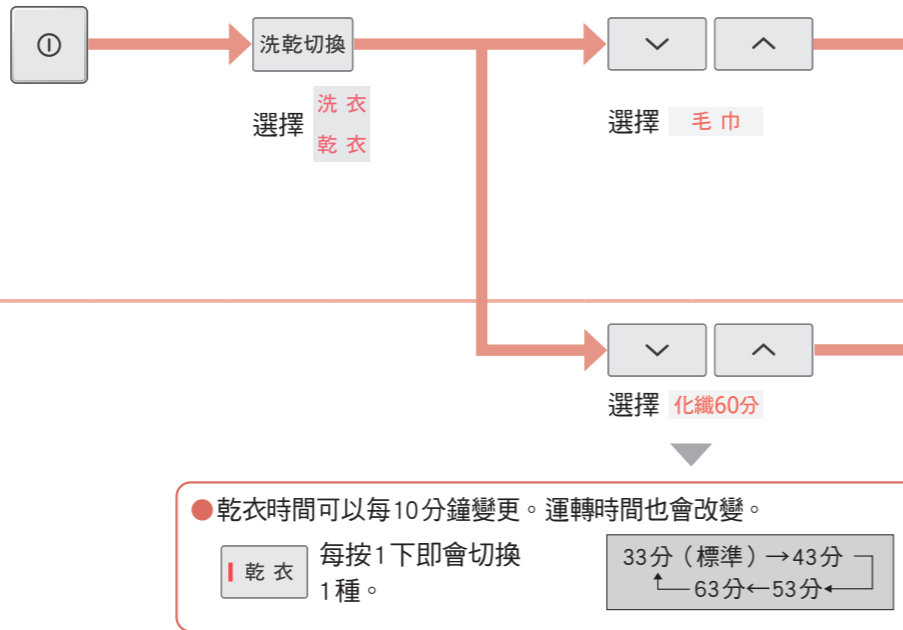 洗乾切換
選擇 洗衣 乾衣
選擇 毛巾
選擇 化纖60分
●乾衣時間可以每10分鐘變更。運轉時間也會改變。
乾衣
每按1下即會切換
1種。
33分（標準）→43分
63分←53分←